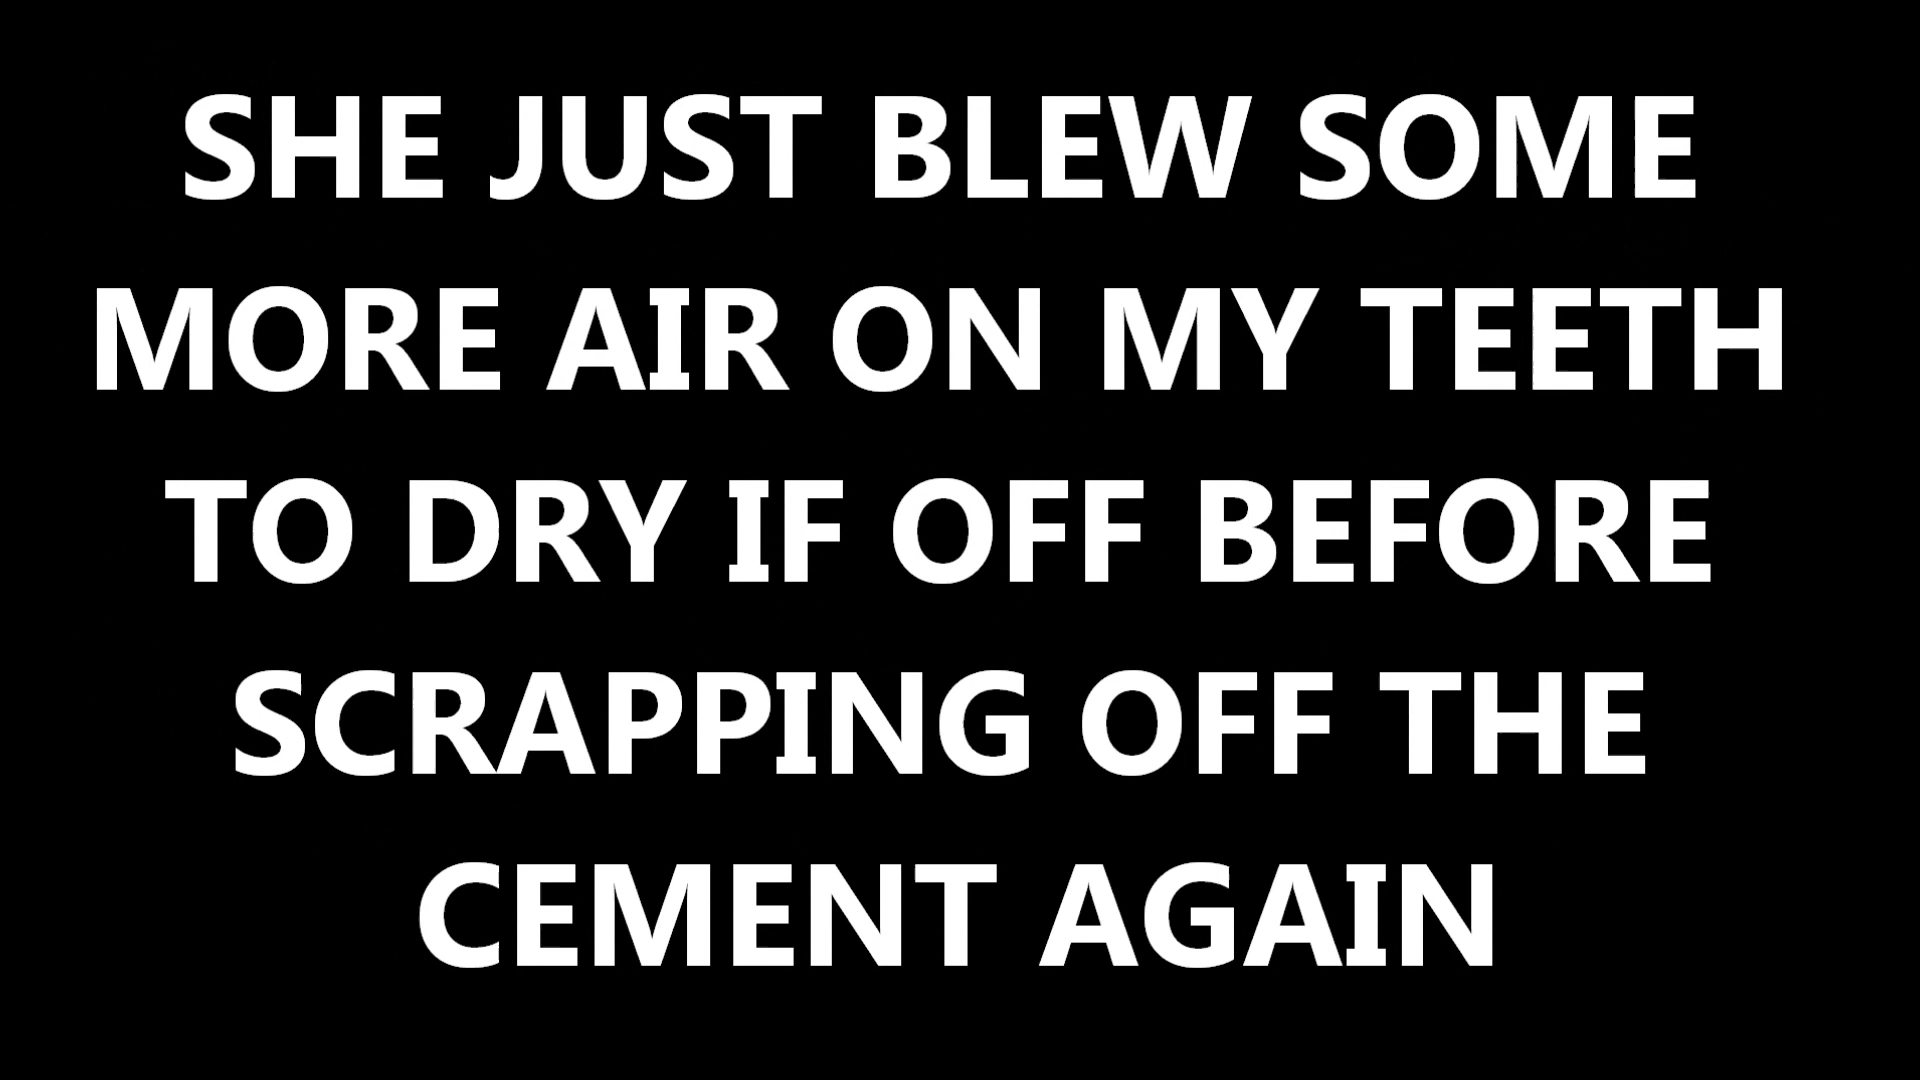 SHE JUST BLEW SOME
MORE AIR ON MY TEETH
TO DRY IF OFF BEFORE
SCRAPPING OFF THE
CEMENT AGAIN